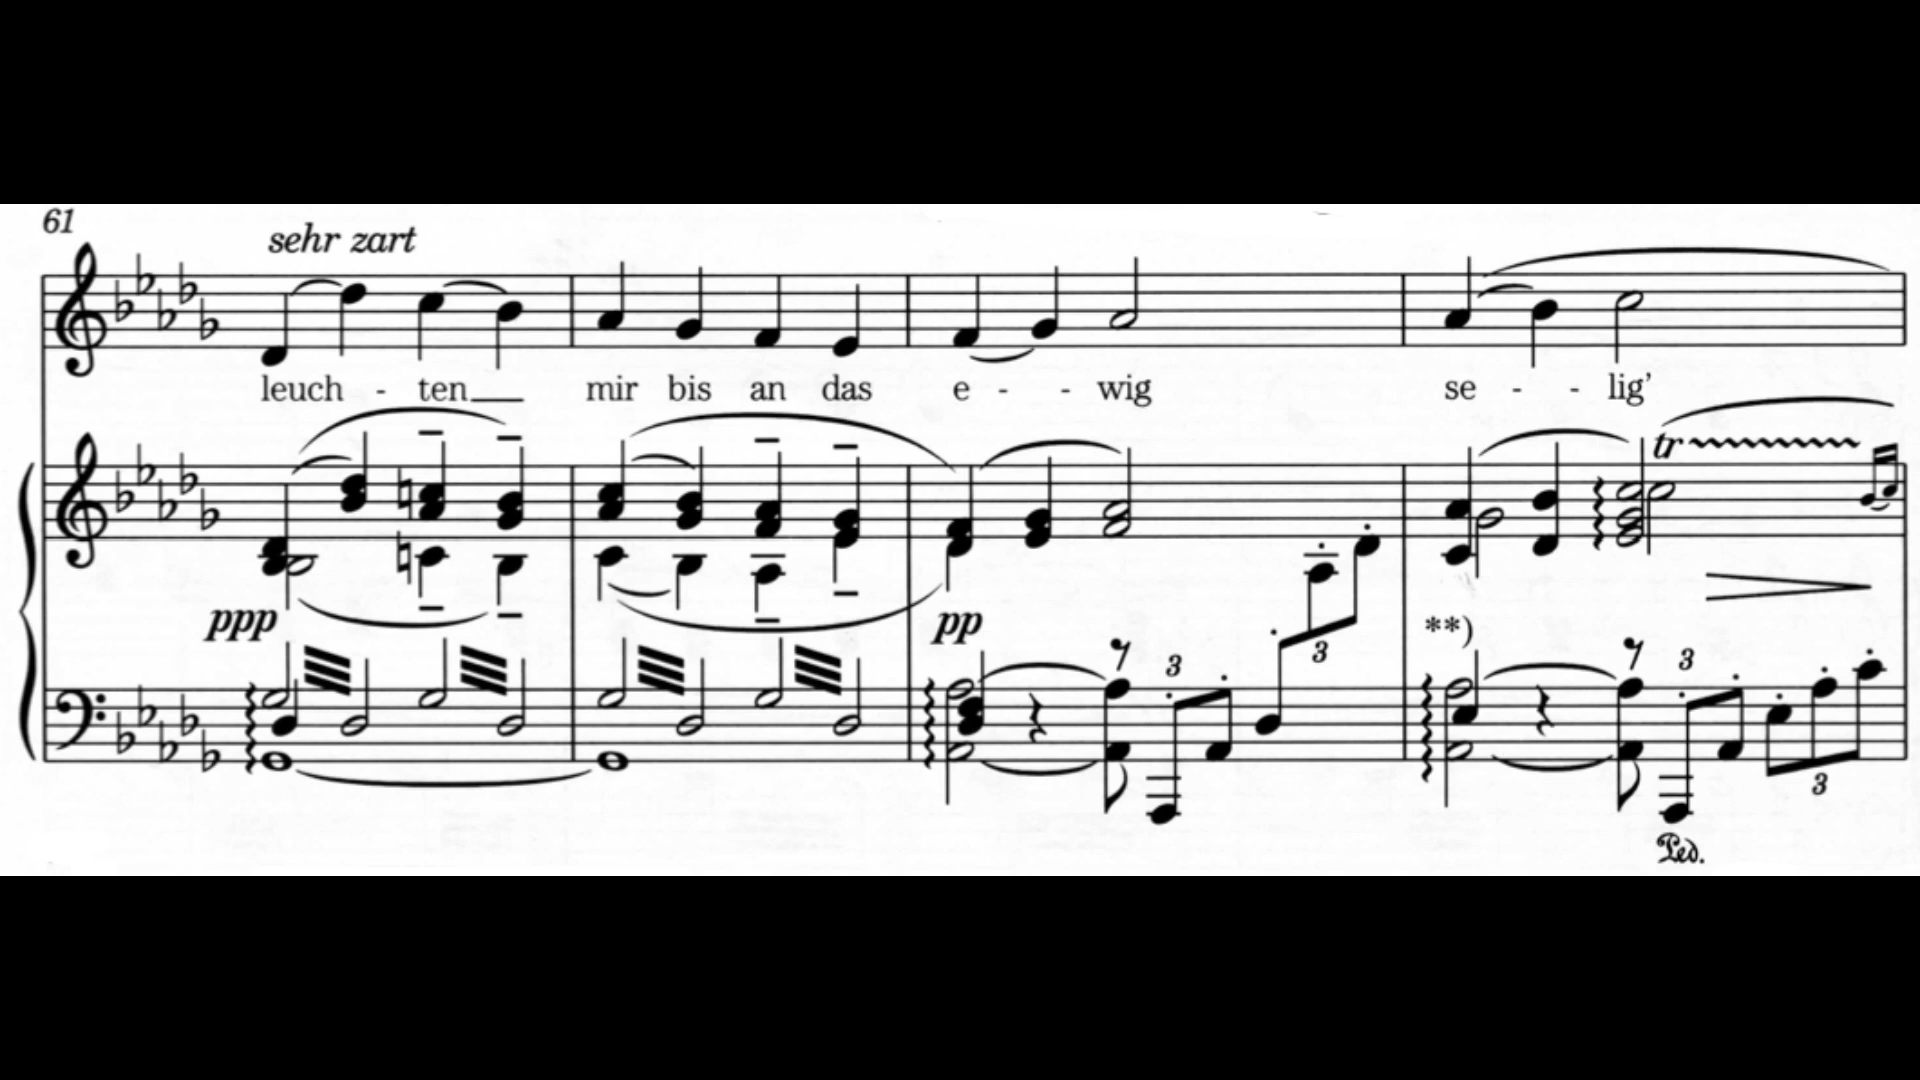 61
sehr zart
leuch - ten mir bis an das e - - wig se - - lig’
tr
ppp pp **)
3 3 3
3
Ped.